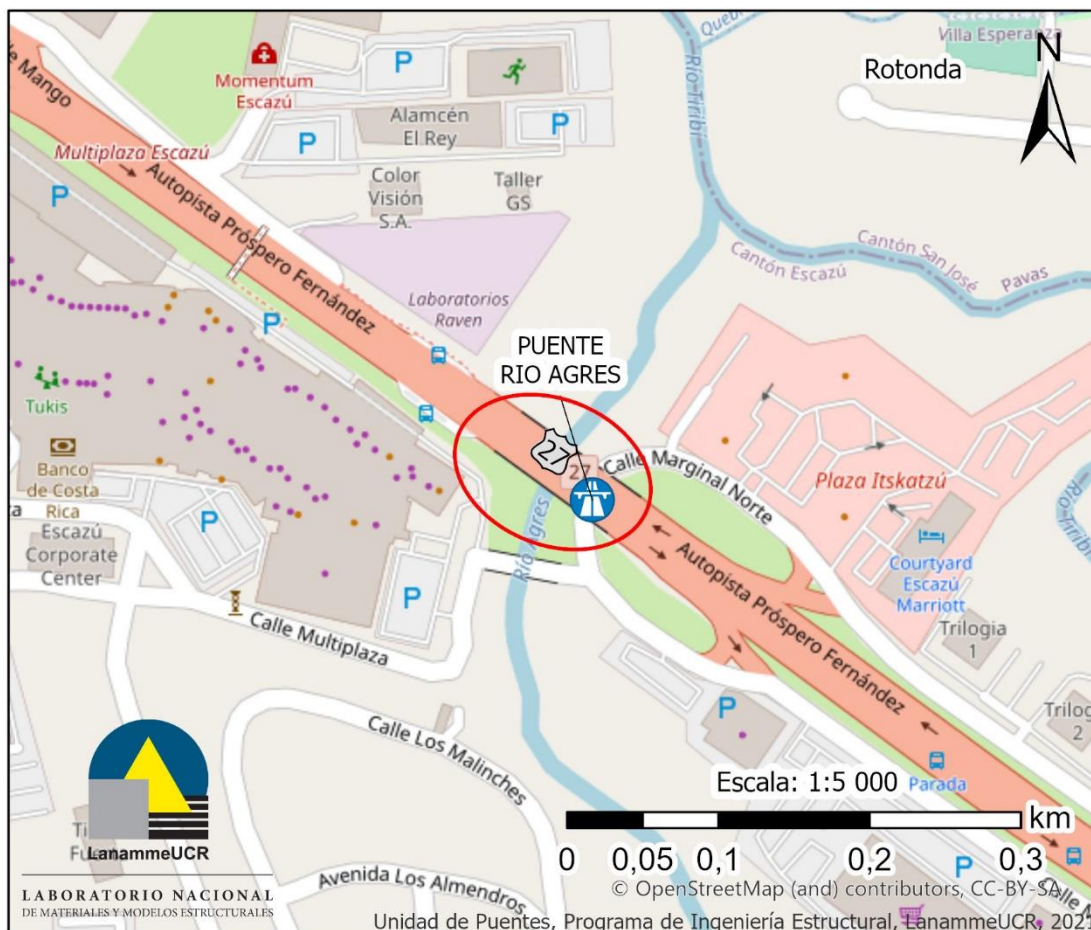 Villa Esperanza
N
Rotonda
Momentum
Escazú
P
Alamcén
El Rey
P
P
Río Tiribí
Calle Mango
Multiplaza Escazú
Autopista Próspero Fernández
Color
Visión
S.A.
Taller
GS
P
Cantón San José
Pavas
Cantón Escazú
Laboratorios
Raven
P
PUENTE
RIO AGRES
Tukis
27
27
Calle Marginal Norte
Plaza Itskatzú
Banco
de Costa
Rica
Escazú
Corporate
Center
P
Río Agres
Autopista Próspero Fernández
Courtyard
Escazú
Marriott
P
Calle Multiplaza
Trilogia
1
P
Calle Los Malinches
Trilogia
2
Parada
Escala: 1:5 000
km
0 0,05 0,1 0,2 0,3
P
LanammeUCR
Avenida Los Almendros
© OpenStreetMap (and) contributors, CC-BY-SA
LABORATORIO NACIONAL
DE MATERIALES Y MODELOS ESTRUCTURALES
Unidad de Puentes, Programa de Ingeniería Estructural, LanammeUCR, 202